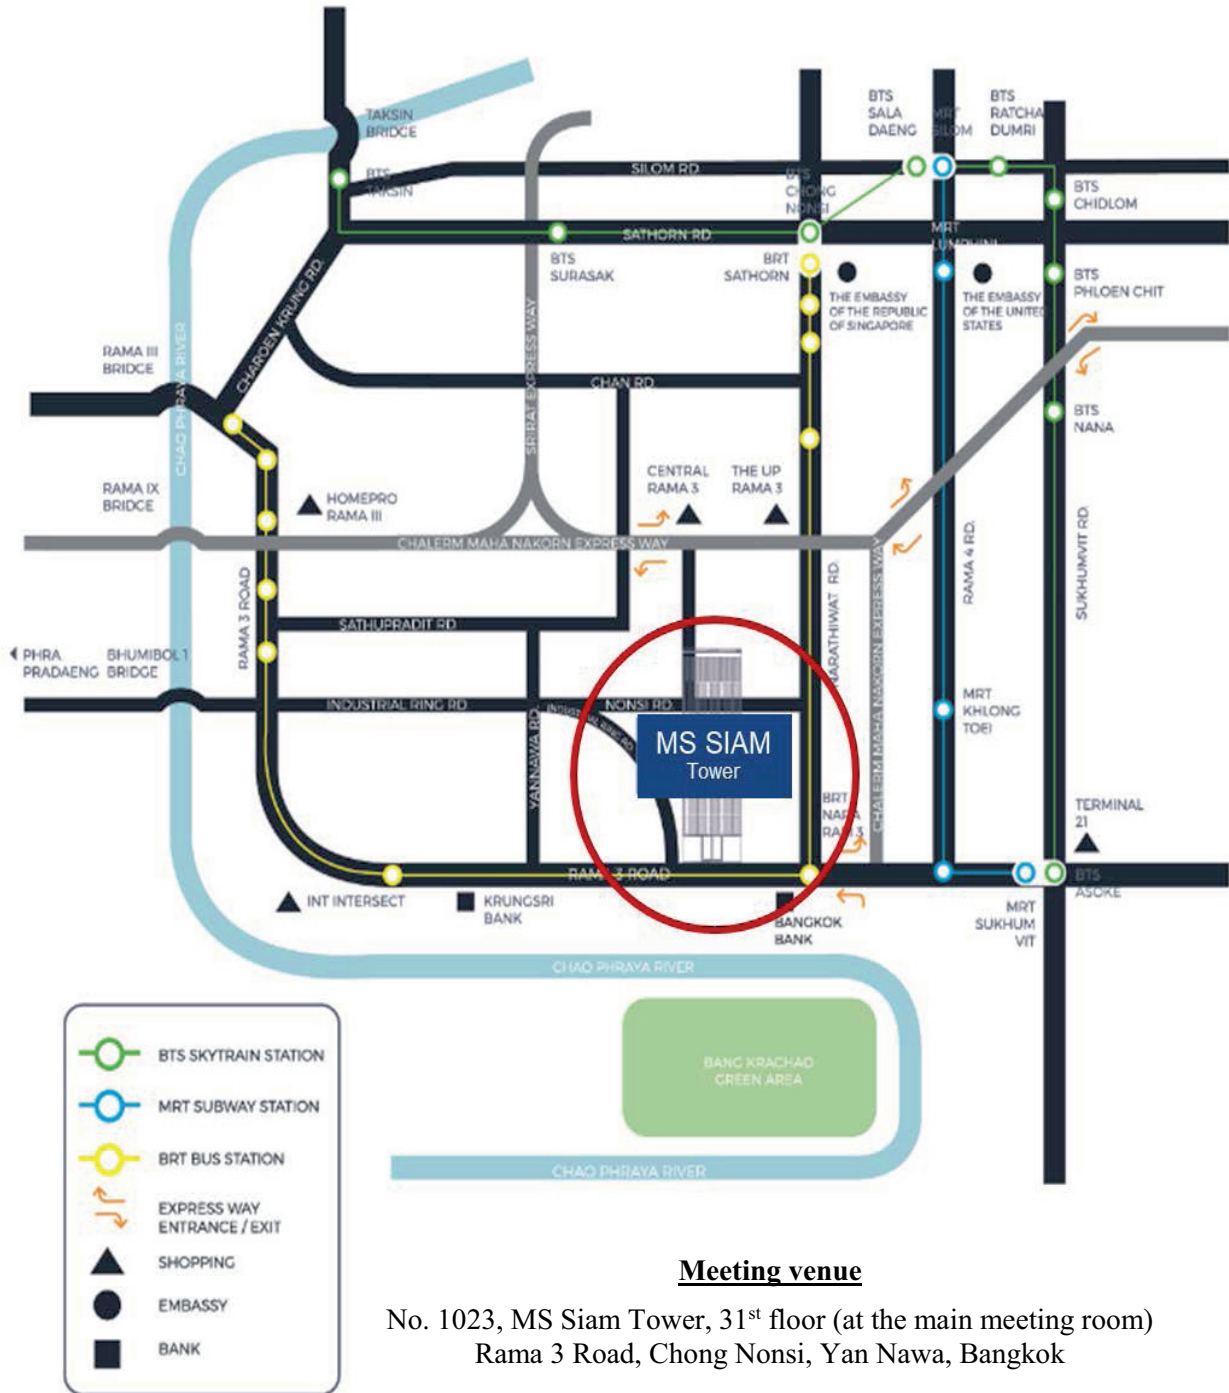 TAKSIN
BRIDGE
BTS
TAKSIN
SILOM RD
BTS
SALA
DAENG
MRT
SILOM
BTS
RATCHA
DUMRI
BTS
CHONG
NONSI
BTS
CHIDLOM
SATHORN RD
MRT
LUMPHINI
BTS
SURASAK
BRT
SATHORN
THE EMBASSY
OF THE REPUBLIC
OF SINGAPORE
THE EMBASSY
OF THE UNITED
STATES
BTS
PHLOEN CHIT
CHAROEN KRUNG RD.
CHAO PHRAYA RIVER
RAMA III
BRIDGE
SRI RAT EXPRESS WAY
CHAN RD.
BTS
NANA
RAMA IX
BRIDGE
HOMEPRO
RAMA III
CENTRAL
RAMA 3
THE UP
RAMA 3
CHALERM MAHA NAKORN EXPRESS WAY
RAMA 3 ROAD
NARATHIWAT RD.
CHALERM MAHA NAKORN EXPRESS WAY
RAMA 4 RD.
SUKHUMVIT RD.
SATHUPRADIT RD
PHRA
PRADAENG
BHUMIBOL 1
BRIDGE
INDUSTRIAL RING RD
NONSI RD.
YANNAWA RD.
INDUSTRIAL RING RD.
MS SIAM
Tower
MRT
KHLONG
TOEI
BRT
NARA
RAM 3
TERMINAL
21
RAMA 3 ROAD
BTS
ASOKE
INT INTERSECT
KRUNGSRI
BANK
BANGKOK
BANK
MRT
SUKHUM
VIT
CHAO PHRAYA RIVER
BANG KRACHAO
GREEN AREA
CHAO PHRAYA RIVER
BTS SKYTRAIN STATION
MRT SUBWAY STATION
BRT BUS STATION
EXPRESS WAY
ENTRANCE / EXIT
SHOPPING
EMBASSY
BANK
Meeting venue
No. 1023, MS Siam Tower, 31st floor (at the main meeting room)
Rama 3 Road, Chong Nonsi, Yan Nawa, Bangkok